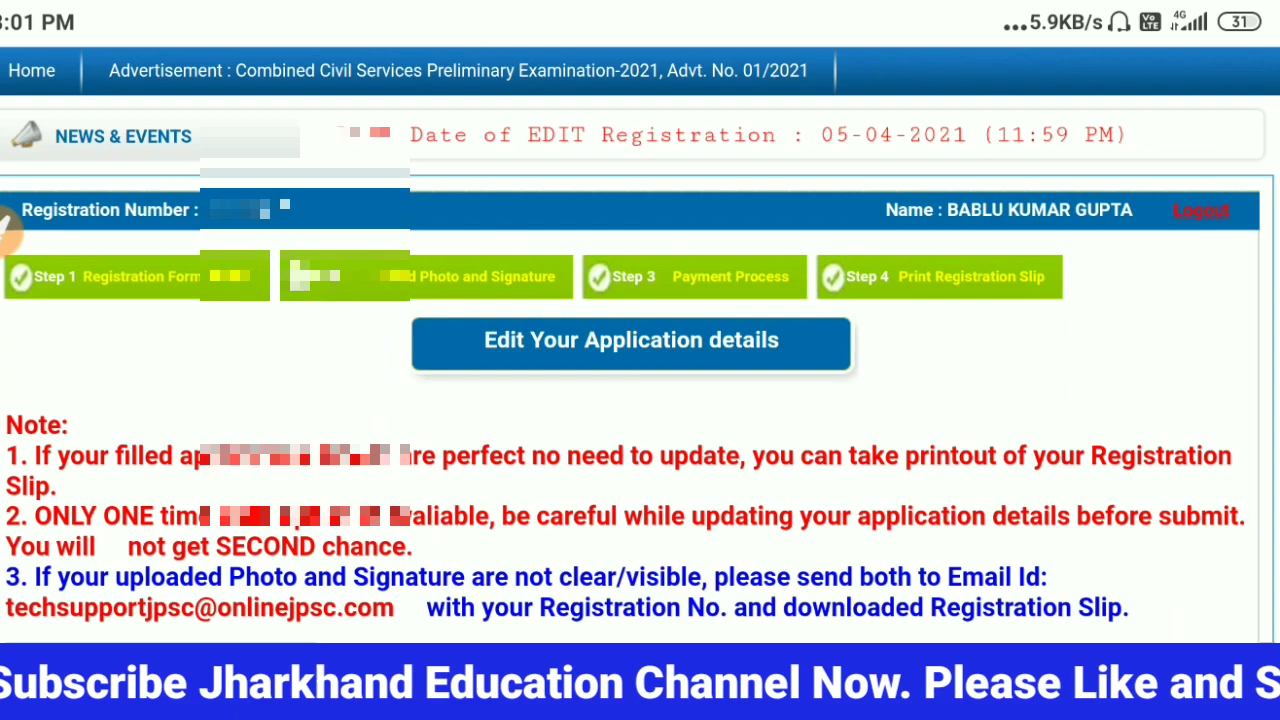 :01 PM
...5.9KB/s Vo LTE 4G 31
Home Advertisement : Combined Civil Services Preliminary Examination-2021, Advt. No. 01/2021
NEWS & EVENTS Date of EDIT Registration : 05-04-2021 (11:59 PM)
Registration Number : Name : BABLU KUMAR GUPTA Logout
Step 1 Registration Form Photo and Signature Step 3 Payment Process Step 4 Print Registration Slip
Edit Your Application details
Note:
1. If your filled perfect no need to update, you can take printout of your Registration
Slip.
2. ONLY ONE be careful while updating your application details before submit.
You will not get SECOND chance.
3. If your uploaded Photo and Signature are not clear/visible, please send both to Email Id:
techsupportjpsc@onlinejpsc.com with your Registration No. and downloaded Registration Slip.
Subscribe Jharkhand Education Channel Now. Please Like and S